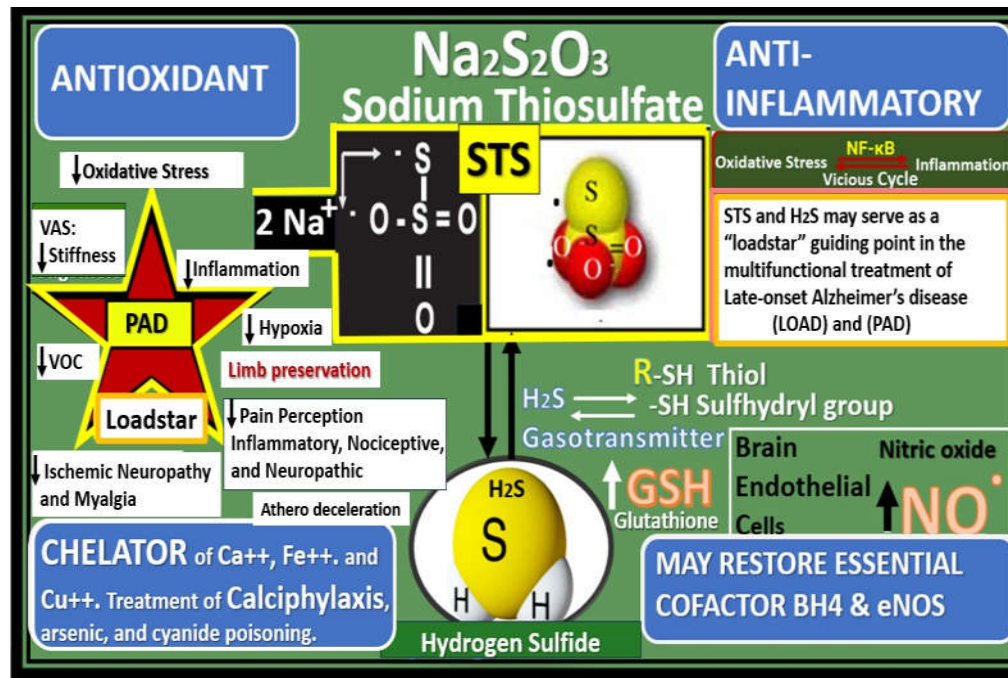 ANTIOXIDANT
Na₂S₂O₃
Sodium Thiosulfate
ANTI-
INFLAMMATORY
NF-κB
Oxidative Stress
Inflammation
Vicious Cycle
STS and H2S may serve as a
“loadstar” guiding point in the
multifunctional treatment of
Late-onset Alzheimer’s disease
(LOAD) and (PAD)
↓Oxidative Stress
VAS:
↓Stiffness
↓Inflammation
PAD
↓Hypoxia
↓VOC
Limb preservation
Loadstar
↓Pain Perception
Inflammatory, Nociceptive,
and Neuropathic
↓Ischemic Neuropathy
and Myalgia
Athero deceleration
STS
2 Na⁺
· S
· O - S = O
O
S
S
O
O
O
R-SH Thiol
H₂S
-SH Sulfhydryl group
Gasotransmitter
↑GSH
Glutathione
Brain
Endothelial
Cells
Nitric oxide
↑NO•
H₂S
S
H
H
Hydrogen Sulfide
CHELATOR of Ca++, Fe++. and
Cu++. Treatment of Calciphylaxis,
arsenic, and cyanide poisoning.
MAY RESTORE ESSENTIAL
COFACTOR BH4 & eNOS